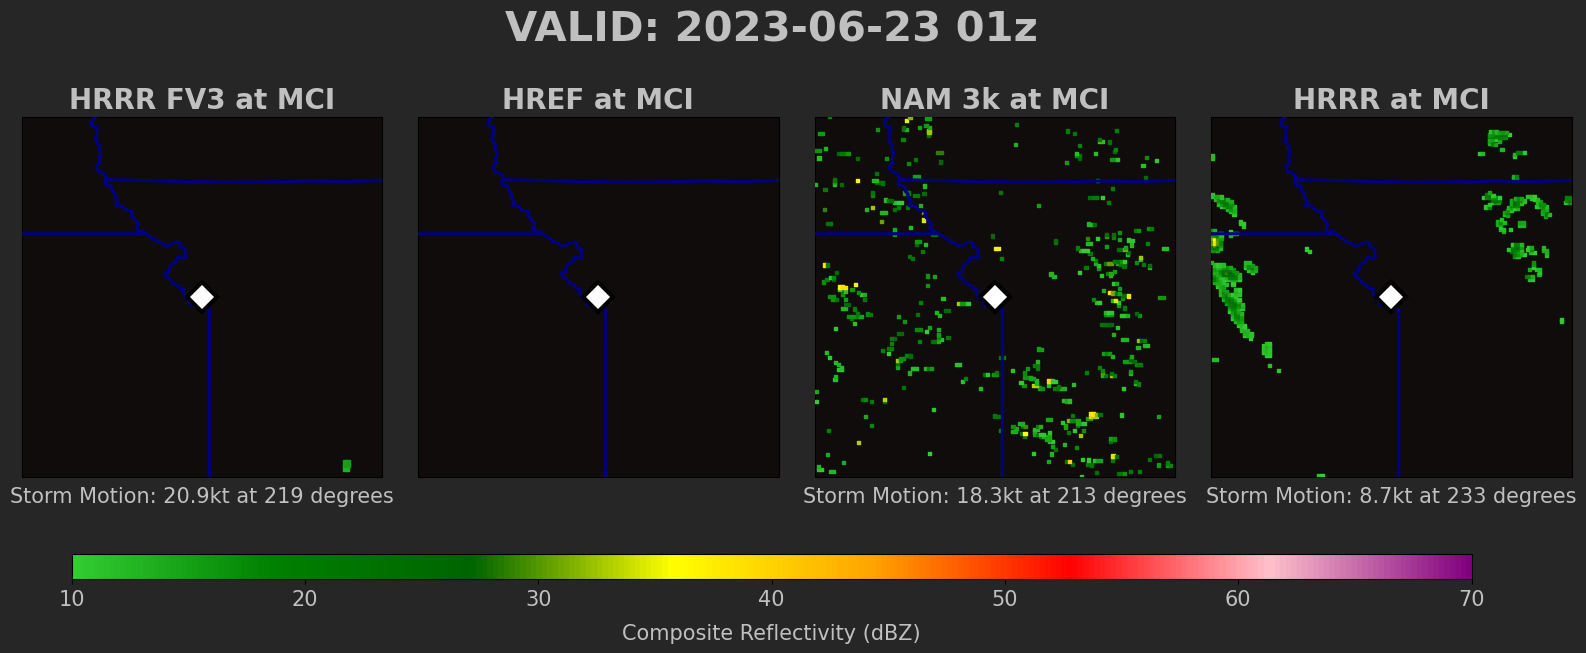 VALID: 2023-06-23 01z
HRRR FV3 at MCI
HREF at MCI
NAM 3k at MCI
HRRR at MCI
Storm Motion: 20.9kt at 219 degrees
Storm Motion: 18.3kt at 213 degrees
Storm Motion: 8.7kt at 233 degrees
10 20 30 40 50 60 70
Composite Reflectivity (dBZ)